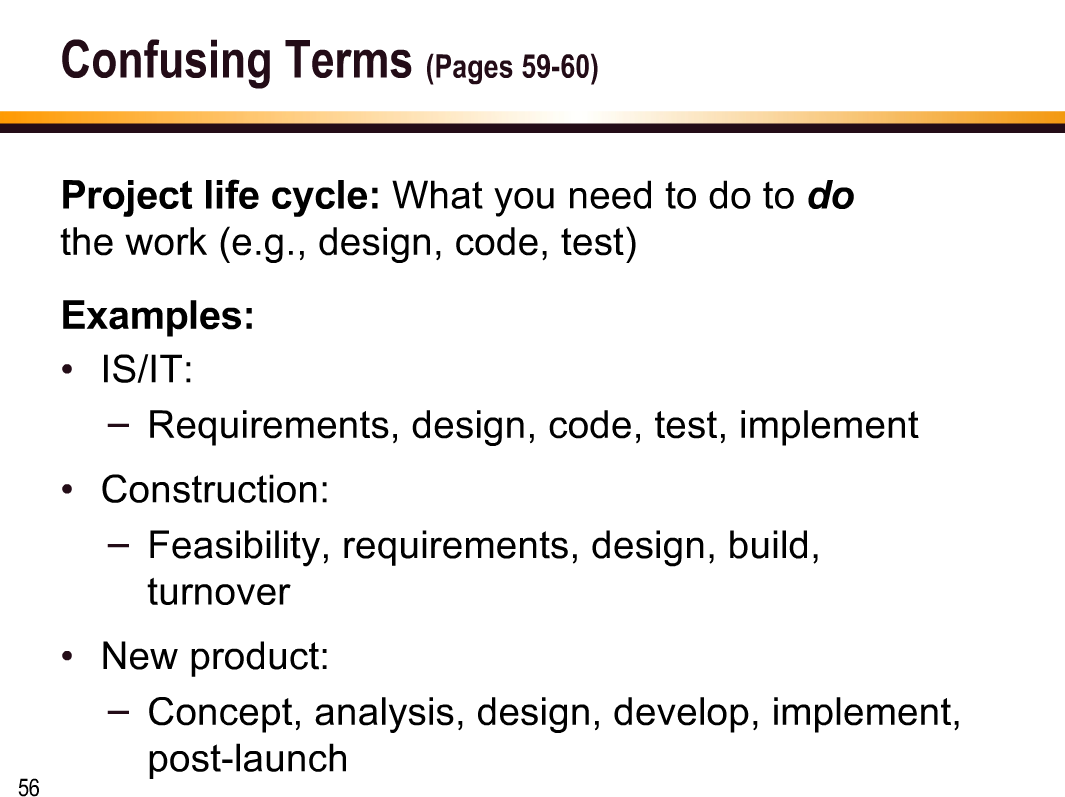 Confusing Terms (Pages 59-60)
Project life cycle: What you need to do to do
the work (e.g., design, code, test)
Examples:
• IS/IT:
– Requirements, design, code, test, implement
• Construction:
– Feasibility, requirements, design, build,
turnover
• New product:
– Concept, analysis, design, develop, implement,
post-launch
56